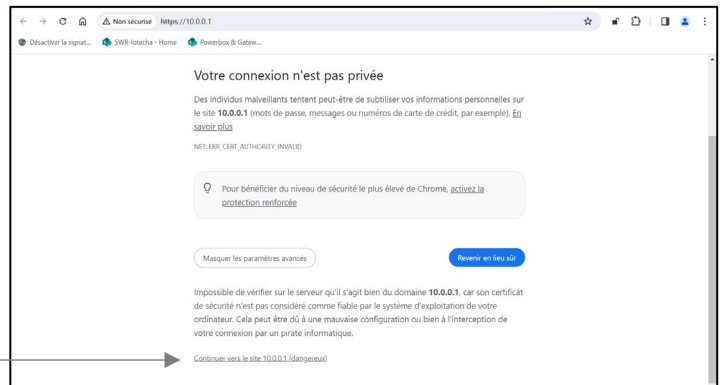 Non sécurisé https://10.0.0.1
Désactiver la signat... SWR-Iotecha - Home Powerbox & Gatew...
Votre connexion n'est pas privée
Des individus malveillants tentent peut-être de subtiliser vos informations personnelles sur
le site 10.0.0.1 (mots de passe, messages ou numéros de carte de crédit, par exemple). En
savoir plus
NET::ERR_CERT_AUTHORITY_INVALID
Pour bénéficier du niveau de sécurité le plus élevé de Chrome, activez la
protection renforcée
Masquer les paramètres avancés Revenir en lieu sûr
Impossible de vérifier sur le serveur qu'il s'agit bien du domaine 10.0.0.1, car son certificat
de sécurité n'est pas considéré comme fiable par le système d'exploitation de votre
ordinateur. Cela peut être dû à une mauvaise configuration ou bien à l'interception de
votre connexion par un pirate informatique.
Continuer vers le site 10.0.0.1 (dangereux)